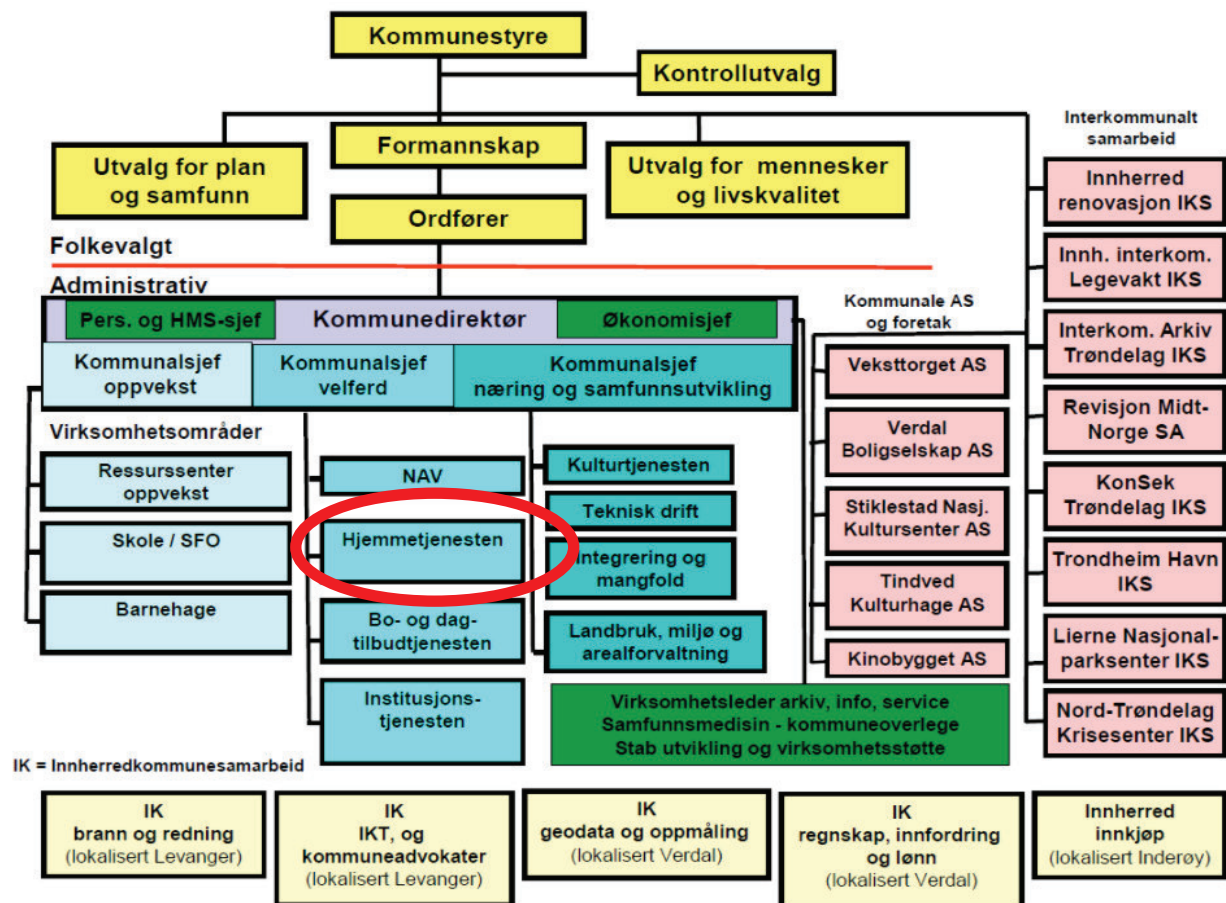 Kommunestyre
Kontrollutvalg
Formannskap
Utvalg for plan
og samfunn
Utvalg for mennesker
og livskvalitet
Ordfører
Folkevalgt
Administrativ
Pers. og HMS-sjef
Kommunedirektør
Økonomisjef
Kommunalsjef
oppvekst
Kommunalsjef
velferd
Kommunalsjef
næring og samfunnsutvikling
Virksomhetsområder
Ressurssenter
oppvekst
Skole / SFO
Barnehage
NAV
Hjemmetjenesten
Bo- og dag-
tilbudtjenesten
Institusjons-
tjenesten
Kulturtjenesten
Teknisk drift
Integrering og
mangfold
Landbruk, miljø og
arealforvaltning
Kommunale AS
og foretak
Veksttorget AS
Verdal
Boligselskap AS
Stiklestad Nasj.
Kultursenter AS
Tindved
Kulturhage AS
Kinobygget AS
Interkommunalt
samarbeid
Innherred
renovasjon IKS
Innh. interkom.
Legevakt IKS
Interkom. Arkiv
Trøndelag IKS
Revisjon Midt-
Norge SA
KonSek
Trøndelag IKS
Trondheim Havn
IKS
Lierne Nasjonal-
parksenter IKS
Nord-Trøndelag
Krisesenter IKS
Virksomhetsleder arkiv, info, service
Samfunnsmedisin - kommuneoverlege
Stab utvikling og virksomhetsstøtte
IK = Innherredkommunesamarbeid
IK
brann og redning
(lokalisert Levanger)
IK
IKT, og
kommuneadvokater
(lokalisert Levanger)
IK
geodata og oppmåling
(lokalisert Verdal)
IK
regnskap, innfordring
og lønn
(lokalisert Verdal)
Innherred
innkjøp
(lokalisert Inderøy)